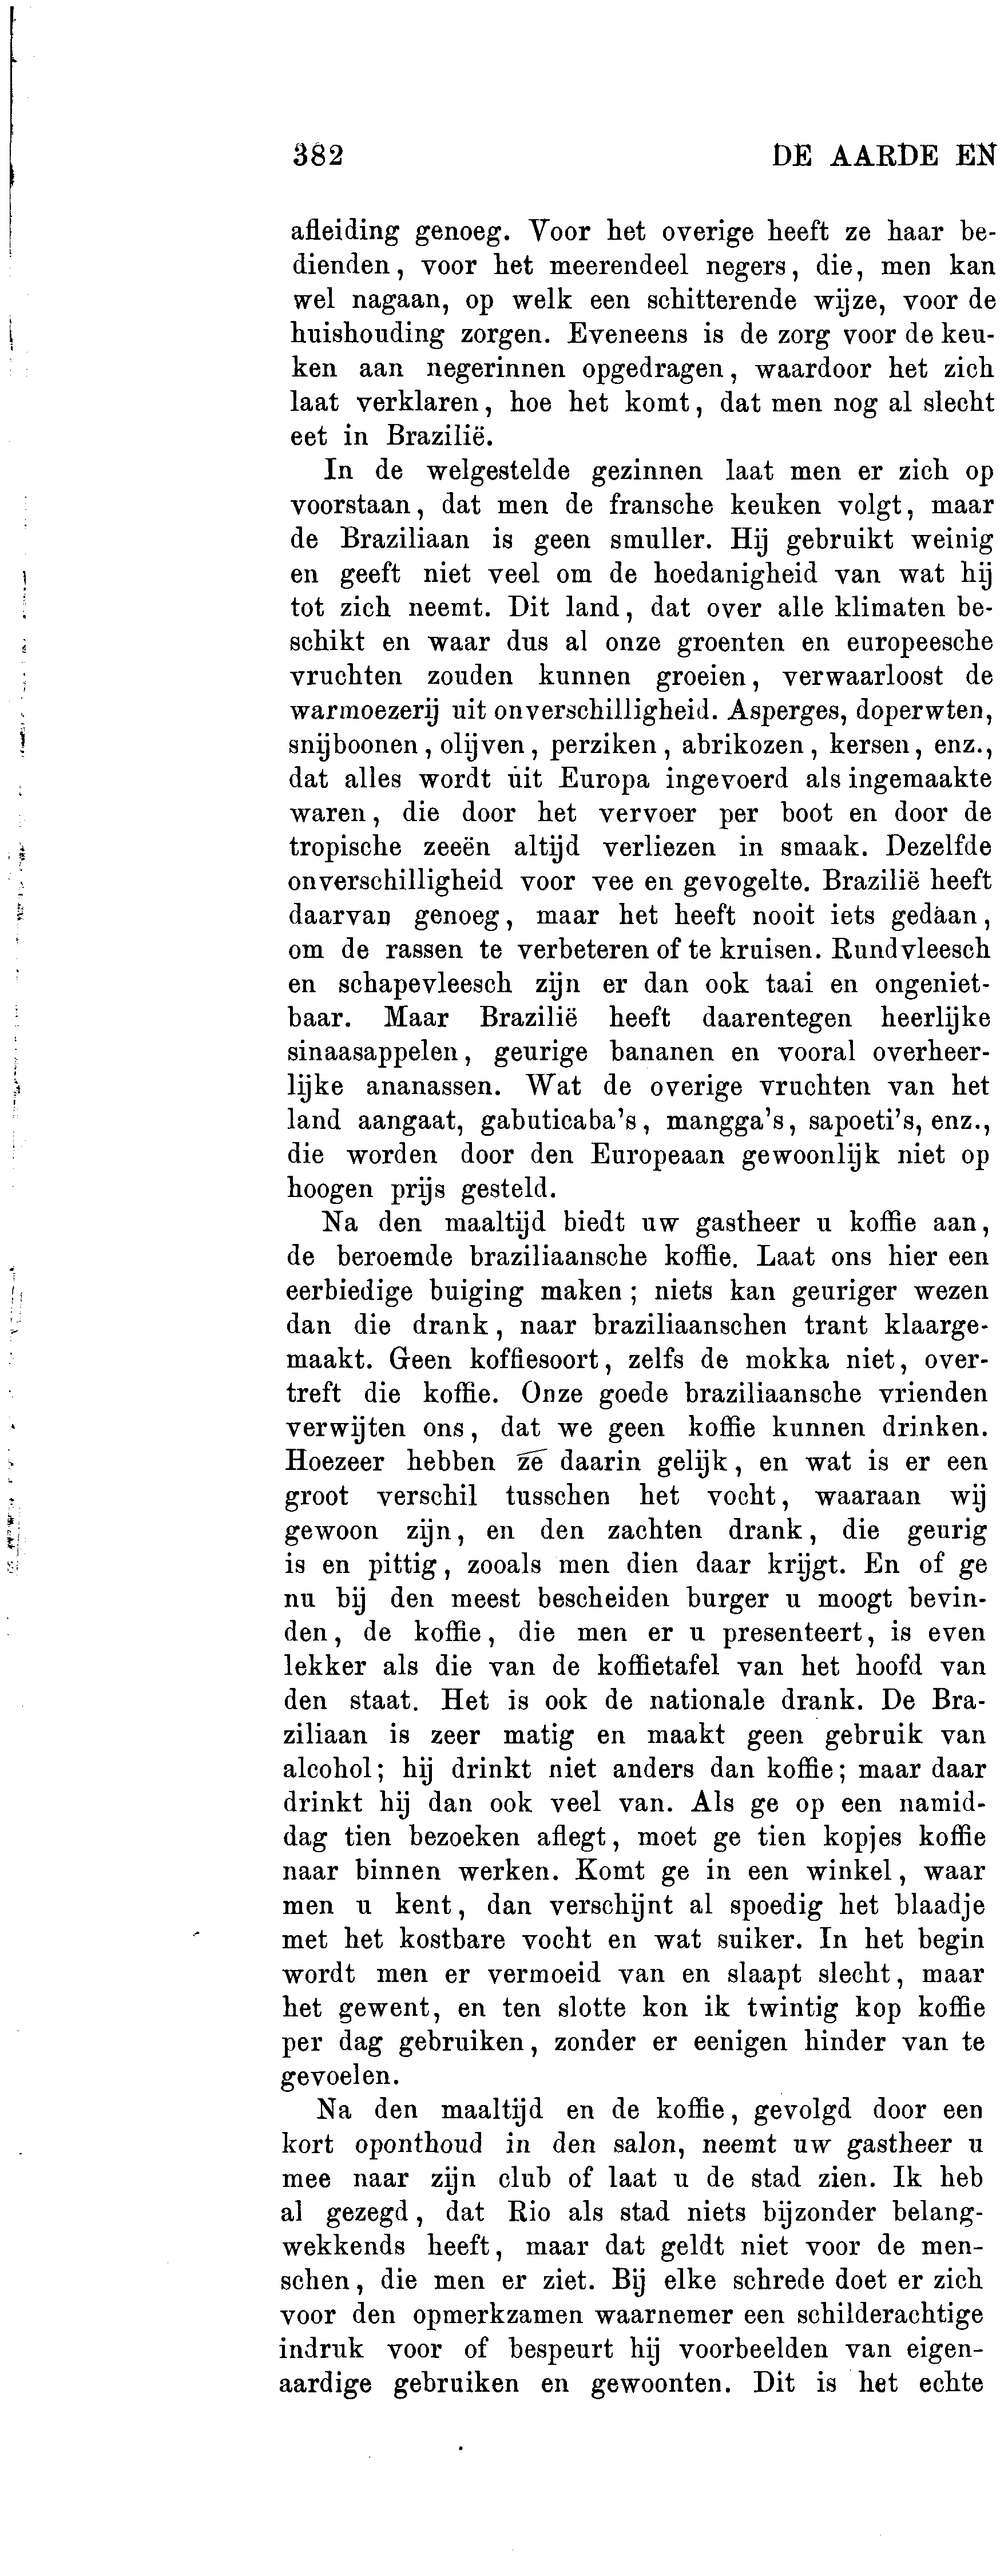 382 DE AARDE EN
afleiding genoeg. Voor het overige heeft ze haar be-
dienden, voor het meerendeel negers, die, men kan
wel nagaan, op welk een schitterende wijze, voor de
huishouding zorgen. Eveneens is de zorg voor de keu-
ken aan negerinnen opgedragen, waardoor het zich
laat verklaren, hoe het komt, dat men nog al slecht
eet in Brazilië.
In de welgestelde gezinnen laat men er zich op
voorstaan, dat men de fransche keuken volgt, maar
de Braziliaan is geen smuller. Hij gebruikt weinig
en geeft niet veel om de hoedanigheid van wat hij
tot zich neemt. Dit land, dat over alle klimaten be-
schikt en waar dus al onze groenten en europeesche
vruchten zouden kunnen groeien, verwaarloost de
warmoezerij uit onverschilligheid. Asperges, doperwten,
snijboonen, olijven, perziken, abrikozen, kersen, enz.,
dat alles wordt uit Europa ingevoerd als ingemaakte
waren, die door het vervoer per boot en door de
tropische zeeën altijd verliezen in smaak. Dezelfde
onverschilligheid voor vee en gevogelte. Brazilië heeft
daarvan genoeg, maar het heeft nooit iets gedaan,
om de rassen te verbeteren of te kruisen. Rundvleesch
en schapevleesch zijn er dan ook taai en ongeniet-
baar. Maar Brazilië heeft daarentegen heerlijke
sinaasappelen, geurige bananen en vooral overheer-
lijke ananassen. Wat de overige vruchten van het
land aangaat, gabuticaba's, mangga's, sapoeti's, enz.,
die worden door den Europeaan gewoonlijk niet op
hoogen prijs gesteld.
Na den maaltijd biedt uw gastheer u koffie aan,
de beroemde braziliaansche koffie. Laat ons hier een
eerbiedige buiging maken; niets kan geuriger wezen
dan die drank, naar braziliaanschen trant klaarge-
maakt. Geen koffiesoort, zelfs de mokka niet, over-
treft die koffie. Onze goede braziliaansche vrienden
verwijten ons, dat we geen koffie kunnen drinken.
Hoezeer hebben ze daarin gelijk, en wat is er een
groot verschil tusschen het vocht, waaraan wij
gewoon zijn, en den zachten drank, die geurig
is en pittig, zooals men dien daar krijgt. En of ge
nu bij den meest bescheiden burger u moogt bevin-
den, de koffie, die men er u presenteert, is even
lekker als die van de koffietafel van het hoofd van
den staat. Het is ook de nationale drank. De Bra-
ziliaan is zeer matig en maakt geen gebruik van
alcohol; hij drinkt niet anders dan koffie; maar daar
drinkt hij dan ook veel van. Als ge op een namid-
dag tien bezoeken aflegt, moet ge tien kopjes koffie
naar binnen werken. Komt ge in een winkel, waar
men u kent, dan verschijnt al spoedig het blaadje
met het kostbare vocht en wat suiker. In het begin
wordt men er vermoeid van en slaapt slecht, maar
het gewent, en ten slotte kon ik twintig kop koffie
per dag gebruiken, zonder er eenigen hinder van te
gevoelen.
Na den maaltijd en de koffie, gevolgd door een
kort oponthoud in den salon, neemt uw gastheer u
mee naar zijn club of laat u de stad zien. Ik heb
al gezegd, dat Rio als stad niets bijzonder belang-
wekkends heeft, maar dat geldt niet voor de men-
schen, die men er ziet. Bij elke schrede doet er zich
voor den opmerkzamen waarnemer een schilderachtige
indruk voor of bespeurt hij voorbeelden van eigen-
aardige gebruiken en gewoonten. Dit is het echte